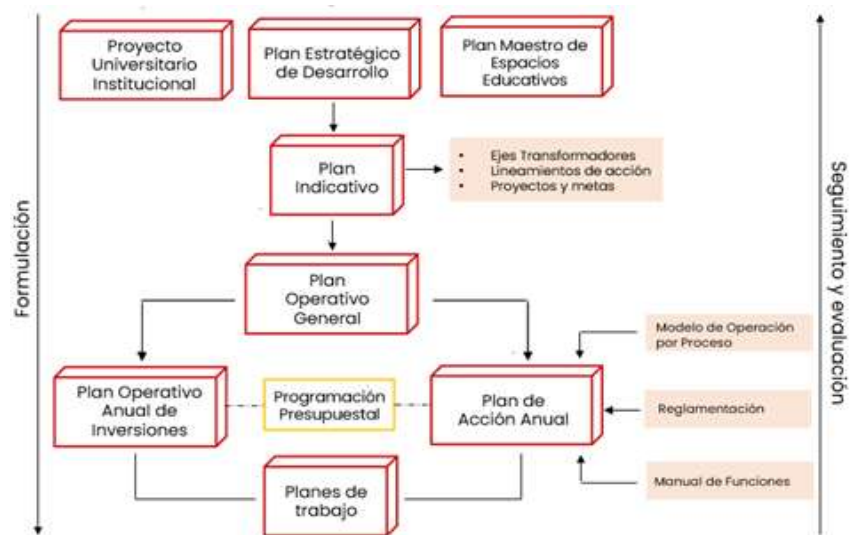 Proyecto
Universitario
Institucional
Plan Estratégico
de Desarrollo
Plan Maestro de
Espacios
Educativos
Plan
Indicativo
• Ejes Transformadores
• Lineamientos de acción
• Proyectos y metas
Formulación
Seguimiento y evaluación
Plan
Operativo
General
Modelo de Operación
por Proceso
Plan Operativo
Anual de
Inversiones
Programación
Presupuestal
Plan de
Acción Anual
Reglamentación
Manual de Funciones
Planes de
trabajo